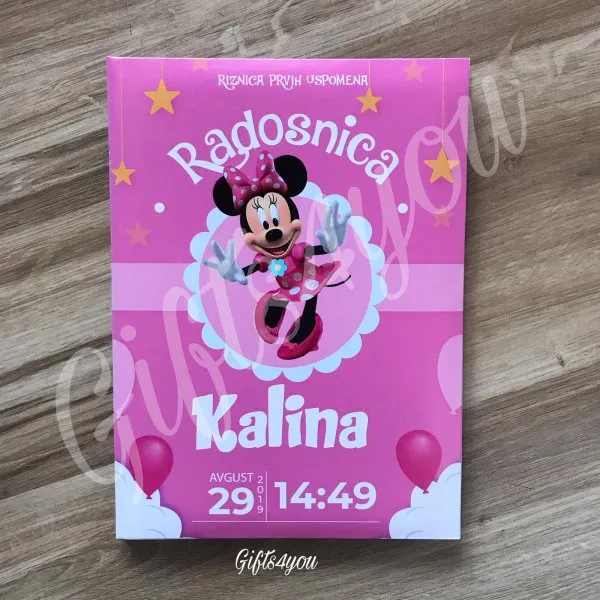 RIZNICA PRVIH USPOMENA
Radosnica
Kalina
AVGUST
29
2019
14:49
Gifts4you
Gifts4you